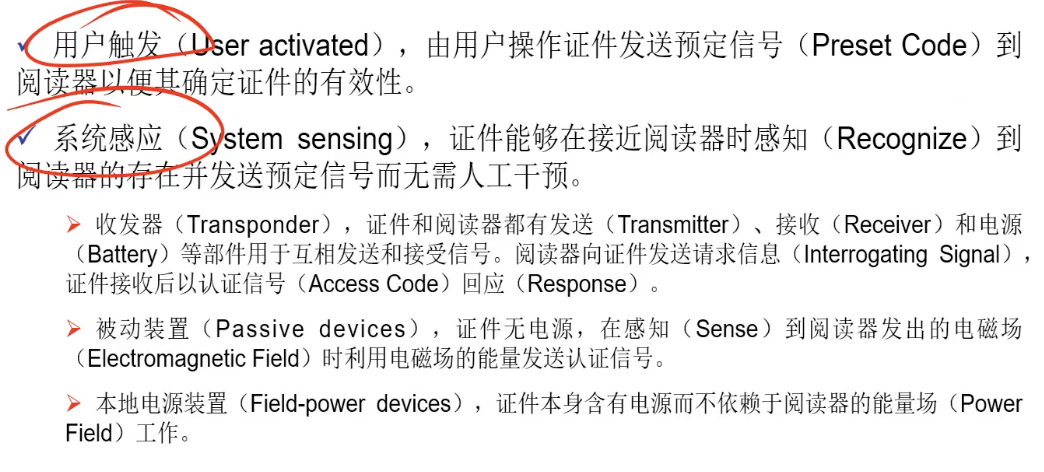 用户触发（User activated），由用户操作证件发送预定信号（Preset Code）到
阅读器以便其确定证件的有效性。
系统感应（System sensing），证件能够在接近阅读器时感知（Recognize）到
阅读器的存在并发送预定信号而无需人工干预。
收发器（Transponder），证件和阅读器都有发送（Transmitter）、接收（Receiver）和电源
（Battery）等部件用于互相发送和接受信号。阅读器向证件发送请求信息（Interrogating Signal），
证件接收后以认证信号（Access Code）回应（Response）。
被动装置（Passive devices），证件无电源，在感知（Sense）到阅读器发出的电磁场
（Electromagnetic Field）时利用电磁场的能量发送认证信号。
本地电源装置（Field-power devices），证件本身含有电源而不依赖于阅读器的能量场（Power
Field）工作。